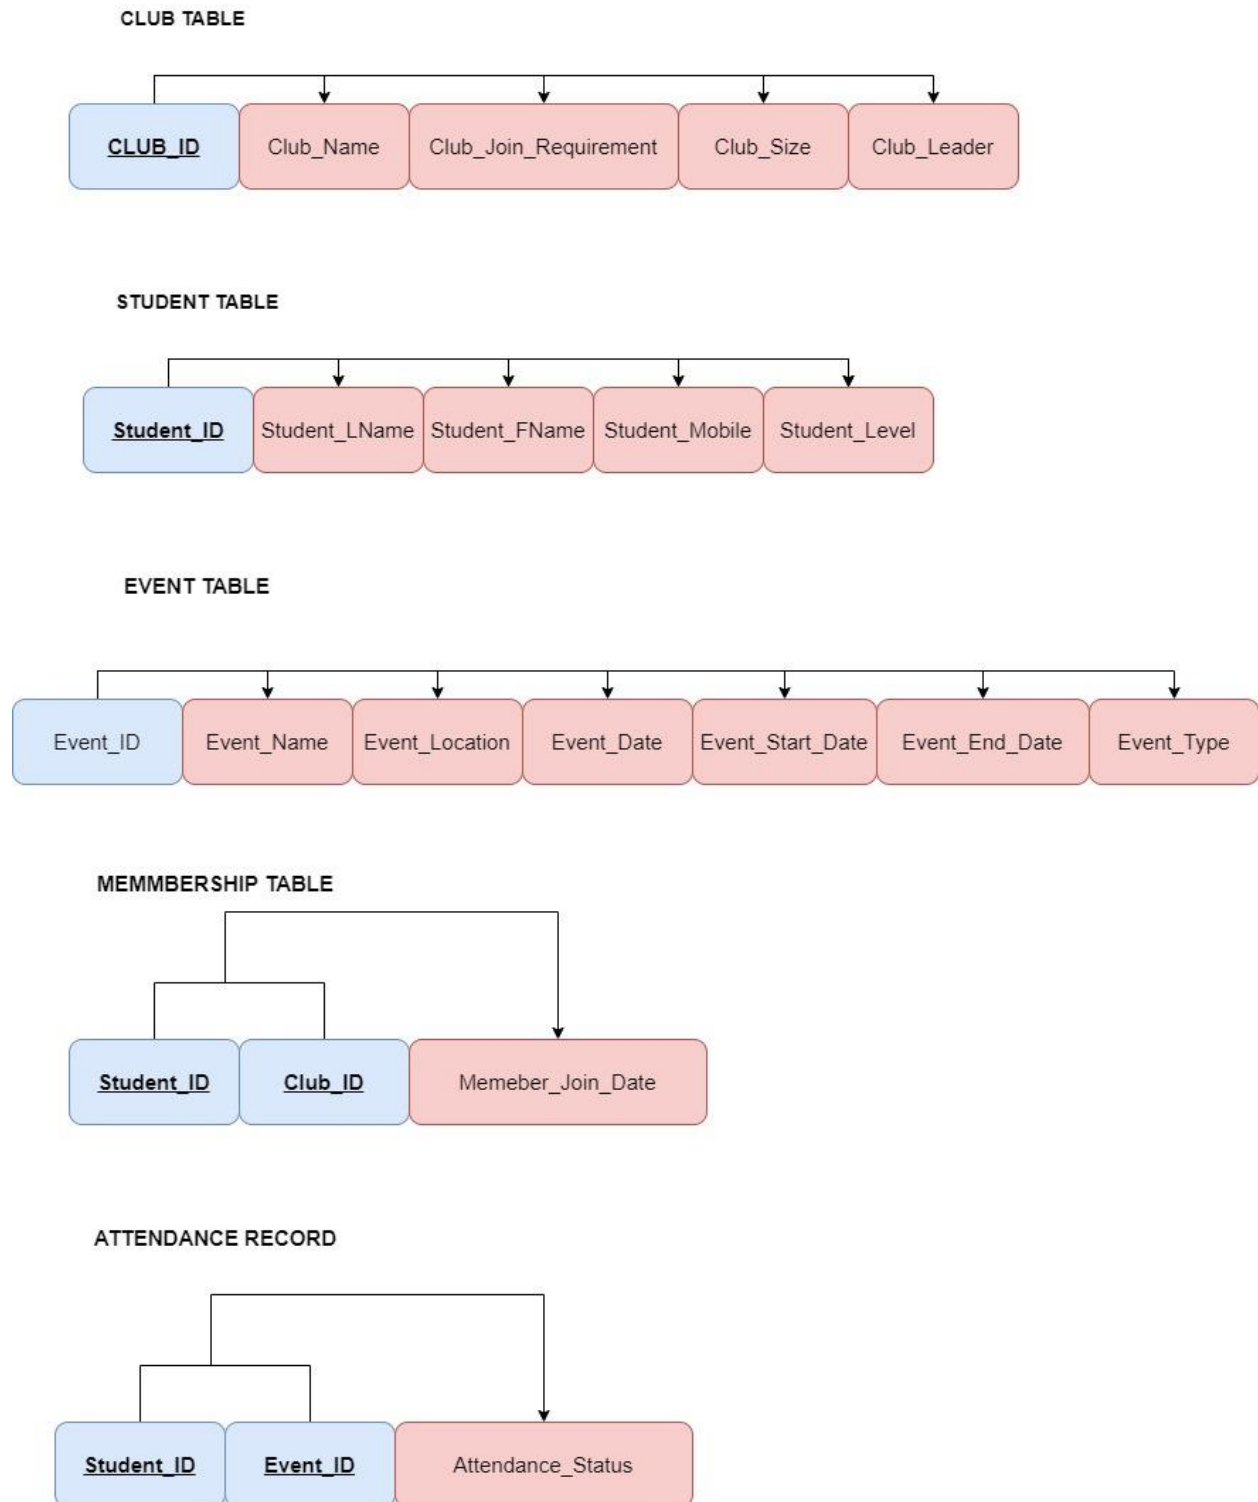 CLUB TABLE
CLUB_ID Club_Name Club_Join_Requirement Club_Size Club_Leader
STUDENT TABLE
Student_ID Student_LName Student_FName Student_Mobile Student_Level
EVENT TABLE
Event_ID Event_Name Event_Location Event_Date Event_Start_Date Event_End_Date Event_Type
MEMMBERSHIP TABLE
Student_ID Club_ID Memeber_Join_Date
ATTENDANCE RECORD
Student_ID Event_ID Attendance_Status